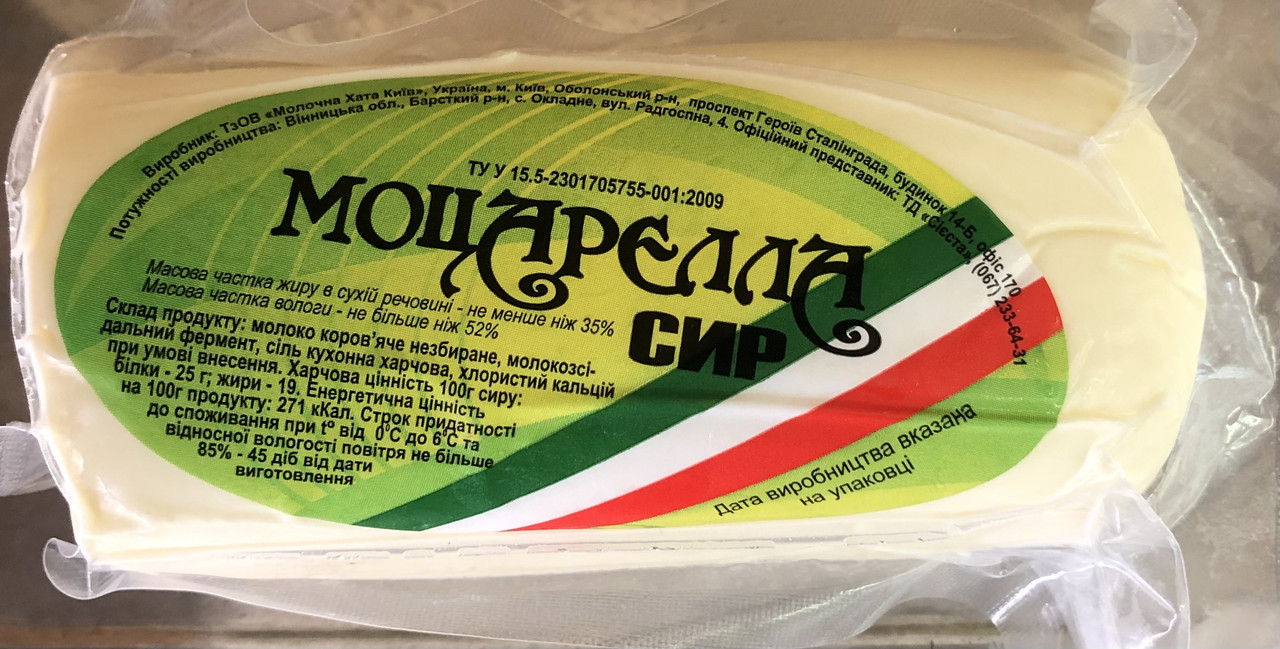 Виробник: ТзОВ «Молочна Хата Київ», Україна, м. Київ, Оболонський р-н, проспект Героїв Сталінграда, будинок 14-Б, офіс 170
Потужності виробництва: Вінницька обл., Барсткий р-н, с. Окладне, вул. Радгоспна, 4. Офіційний представник: ТД «Сієста», (067) 233-64-31
ТУ У 15.5-2301705755-001:2009
МОЦАРЕЛЛА
СИР
Масова частка жиру в сухій речовині - не менше ніж 35%
Масова частка вологи - не більше ніж 52%
Склад продукту: молоко коров’яче незбиране, молокозсі-
дальний фермент, сіль кухонна харчова, хлористий кальцій
при умові внесення. Харчова цінність 100г сиру:
білки - 25 г; жири - 19. Енергетична цінність
на 100г продукту: 271 кКал. Строк придатності
до споживання при t° від 0°С до 6°С та
відносної вологості повітря не більше
85% - 45 діб від дати
виготовлення
Дата виробництва вказана
на упаковці